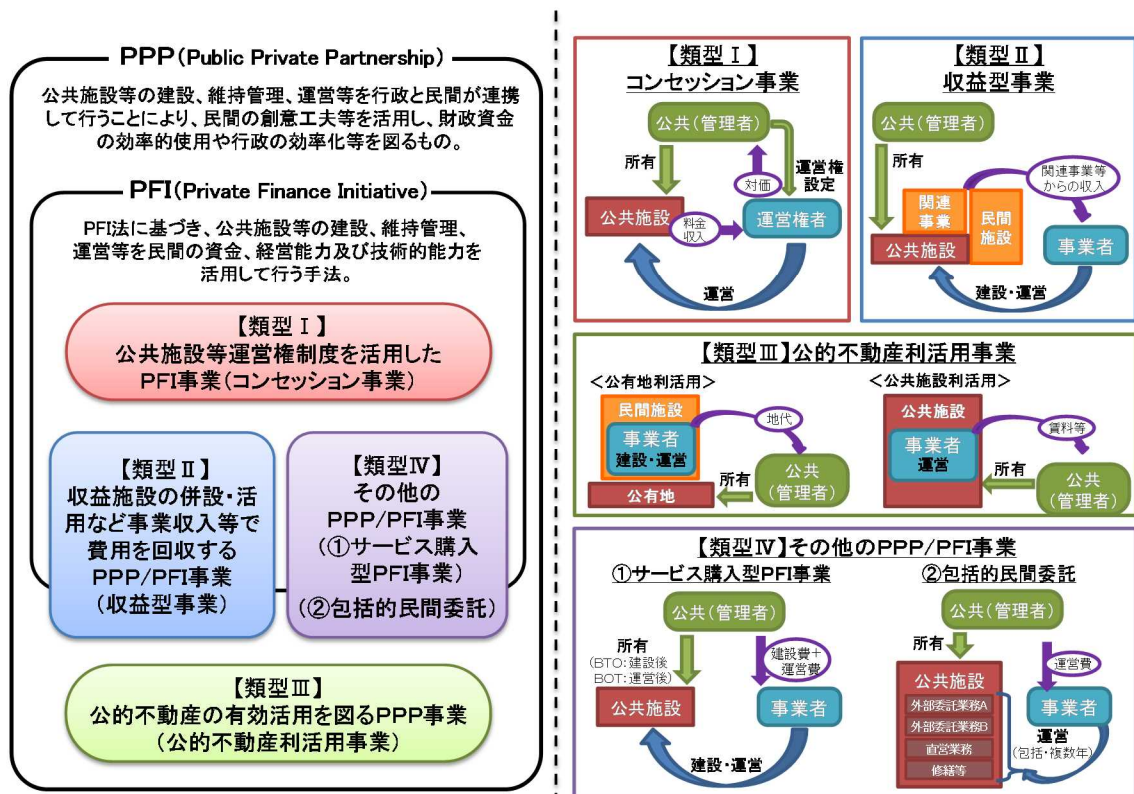 PPP(Public Private Partnership)
公共施設等の建設、維持管理、運営等を行政と民間が連携
して行うことにより、民間の創意工夫等を活用し、財政資金
の効率的使用や行政の効率化等を図るもの。
PFI(Private Finance Initiative)
PFI法に基づき、公共施設等の建設、維持管理、
運営等を民間の資金、経営能力及び技術的能力を
活用して行う手法。
【類型Ⅰ】
公共施設等運営権制度を活用した
PFI事業(コンセッション事業)
【類型Ⅱ】
収益施設の併設・活
用など事業収入等で
費用を回収する
PPP/PFI事業
(収益型事業)
【類型Ⅳ】
その他の
PPP/PFI事業
(①サービス購入
型PFI事業)
(②包括的民間委託)
【類型Ⅲ】
公的不動産の有効活用を図るPPP事業
(公的不動産利活用事業)
【類型Ⅰ】
コンセッション事業
公共(管理者)
所有
対価
運営権
設定
公共施設
料金
収入
運営権者
運営
【類型Ⅱ】
収益型事業
公共(管理者)
所有
関連事業等
からの収入
関連
事業
民間
施設
公共施設
事業者
建設・運営
【類型Ⅲ】公的不動産利活用事業
<公有地利活用>
民間施設
事業者
建設・運営
地代
所有
公共
(管理者)
公有地
<公共施設利活用>
公共施設
事業者
運営
賃料等
所有
公共
(管理者)
【類型Ⅳ】その他のPPP/PFI事業
①サービス購入型PFI事業
公共(管理者)
所有
(BTO:建設後
BOT:運営後)
建設費+
運営費
公共施設
事業者
建設・運営
②包括的民間委託
公共(管理者)
所有
運営費
公共施設
外部委託業務A
外部委託業務B
直営業務
修繕等
事業者
運営
(包括・複数年)